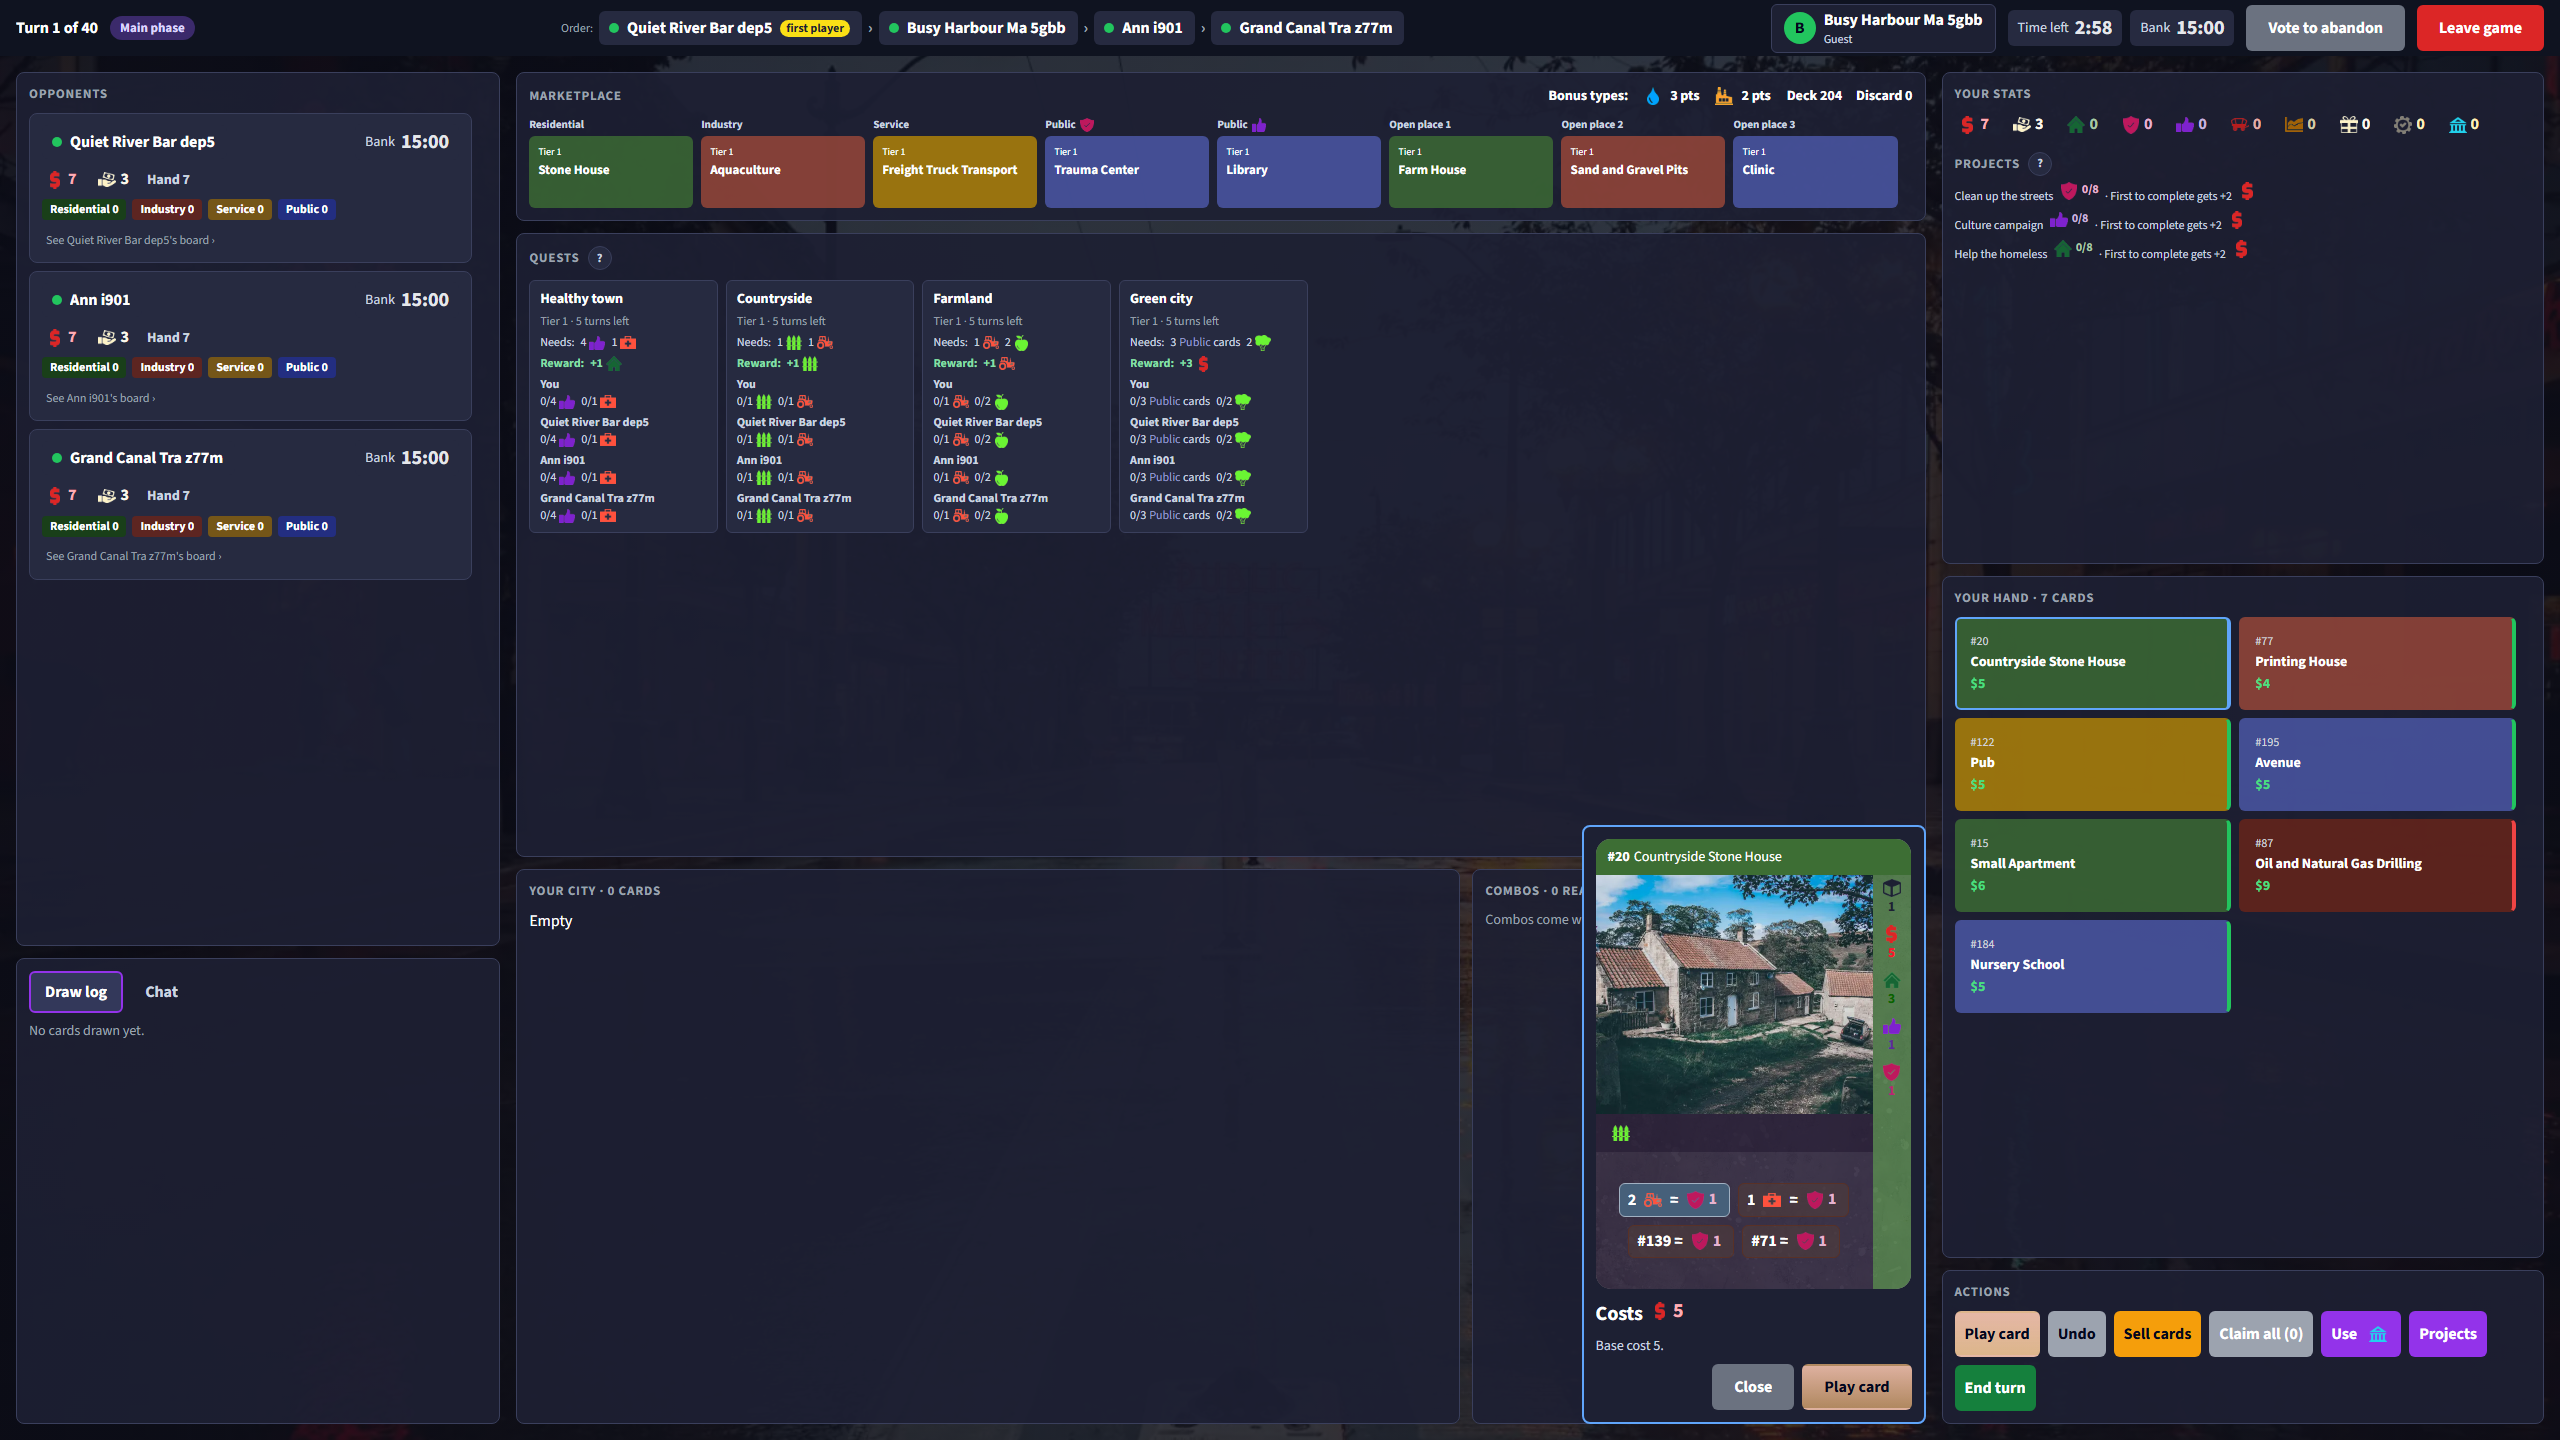 Turn 1 of 40 Main phase
Order: Quiet River Bar dep5 first player › Busy Harbour Ma 5gbb › Ann i901 › Grand Canal Tra z77m
B Busy Harbour Ma 5gbb
Guest
Time left 2:58 Bank 15:00 Vote to abandon Leave game
OPPONENTS
Quiet River Bar dep5 Bank 15:00
7 3 Hand 7
Residential 0 Industry 0 Service 0 Public 0
See Quiet River Bar dep5's board ›
Ann i901 Bank 15:00
7 3 Hand 7
Residential 0 Industry 0 Service 0 Public 0
See Ann i901's board ›
Grand Canal Tra z77m Bank 15:00
7 3 Hand 7
Residential 0 Industry 0 Service 0 Public 0
See Grand Canal Tra z77m's board ›
Draw log Chat
No cards drawn yet.
MARKETPLACE
Bonus types: 3 pts 2 pts Deck 204 Discard 0
Residential Industry Service Public Public Open place 1 Open place 2 Open place 3
Tier 1 Tier 1 Tier 1 Tier 1 Tier 1 Tier 1 Tier 1 Tier 1
Stone House Aquaculture Freight Truck Transport Trauma Center Library Farm House Sand and Gravel Pits Clinic
QUESTS ?
Healthy town
Tier 1 · 5 turns left
Needs: 4 1
Reward: +1
You
0/4 0/1
Quiet River Bar dep5
0/4 0/1
Ann i901
0/4 0/1
Grand Canal Tra z77m
0/4 0/1
Countryside
Tier 1 · 5 turns left
Needs: 1 1
Reward: +1
You
0/1 0/1
Quiet River Bar dep5
0/1 0/1
Ann i901
0/1 0/1
Grand Canal Tra z77m
0/1 0/1
Farmland
Tier 1 · 5 turns left
Needs: 1 2
Reward: +1
You
0/1 0/2
Quiet River Bar dep5
0/1 0/2
Ann i901
0/1 0/2
Grand Canal Tra z77m
0/1 0/2
Green city
Tier 1 · 5 turns left
Needs: 3 Public cards 2
Reward: +3
You
0/3 Public cards 0/2
Quiet River Bar dep5
0/3 Public cards 0/2
Ann i901
0/3 Public cards 0/2
Grand Canal Tra z77m
0/3 Public cards 0/2
YOUR CITY · 0 CARDS
Empty
COMBOS · 0 REA
Combos come w
#20 Countryside Stone House
1
5
3
1
1
2 = 1 1 = 1
#139 = 1 #71 = 1
Costs $ 5
Base cost 5.
Close Play card
YOUR STATS
7 3 0 0 0 0 0 0 0 0
PROJECTS ?
Clean up the streets 0/8 · First to complete gets +2
Culture campaign 0/8 · First to complete gets +2
Help the homeless 0/8 · First to complete gets +2
YOUR HAND · 7 CARDS
#20
Countryside Stone House
$5
#77
Printing House
$4
#122
Pub
$5
#195
Avenue
$5
#15
Small Apartment
$6
#87
Oil and Natural Gas Drilling
$9
#184
Nursery School
$5
ACTIONS
Play card Undo Sell cards Claim all (0) Use Projects
End turn